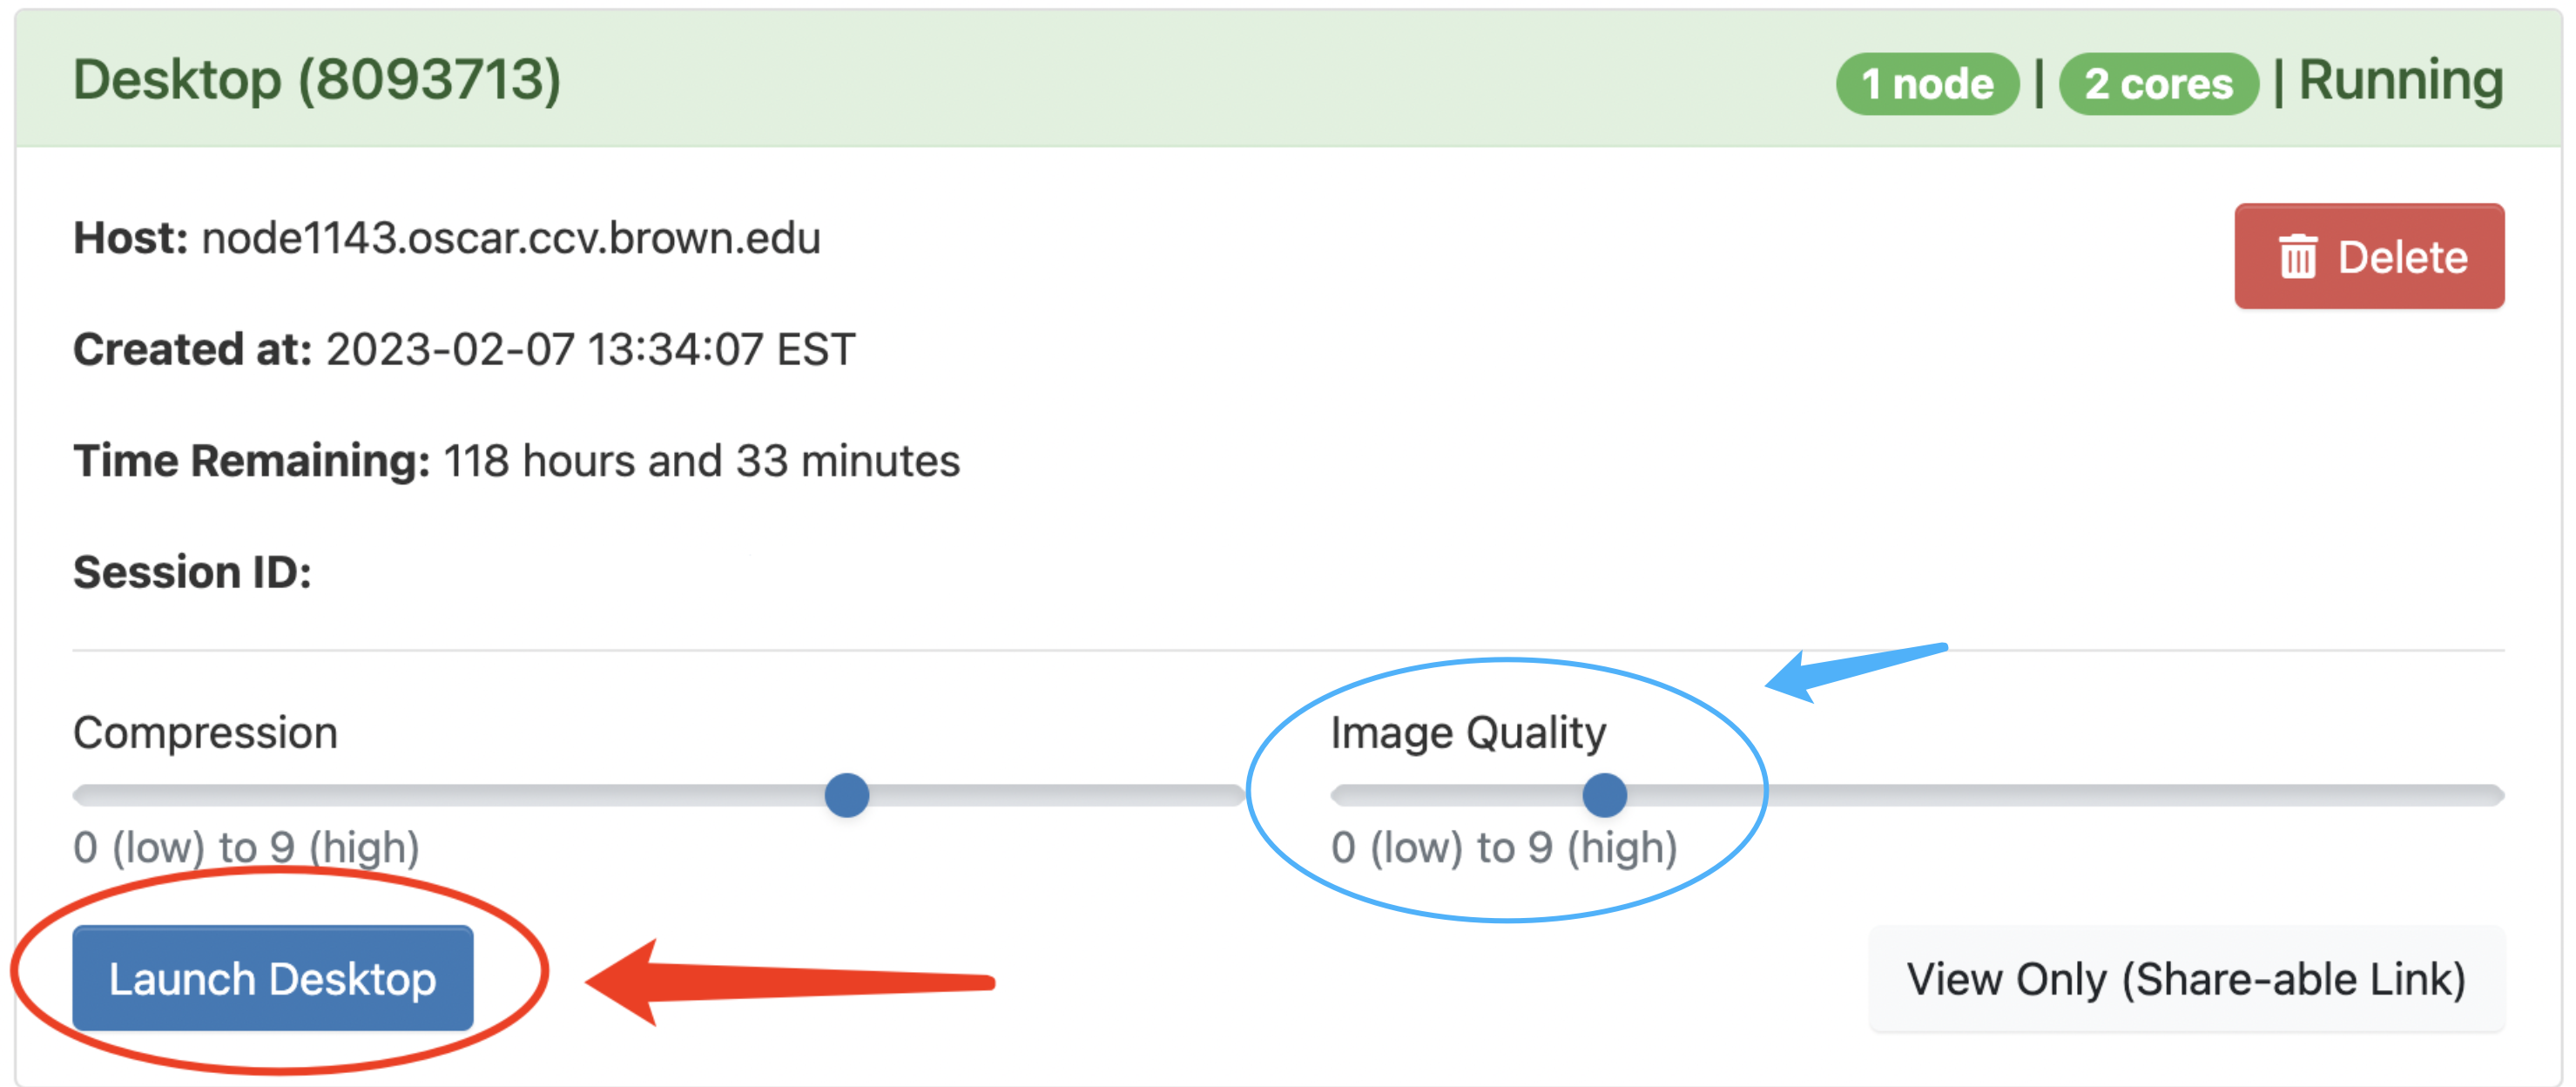 Desktop (8093713)
1 node | 2 cores | Running
Host: node1143.oscar.ccv.brown.edu
Delete
Created at: 2023-02-07 13:34:07 EST
Time Remaining: 118 hours and 33 minutes
Session ID:
Compression
0 (low) to 9 (high)
Image Quality
0 (low) to 9 (high)
Launch Desktop
View Only (Share-able Link)